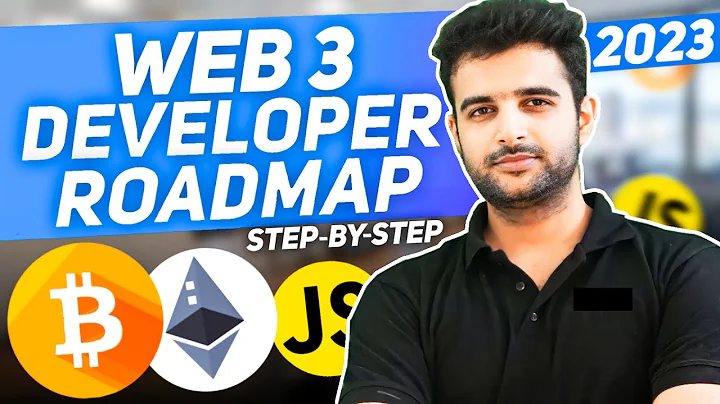 2023
WEB 3
DEVELOPER
ROADMAP
STEP-BY-STEP
JS
JS